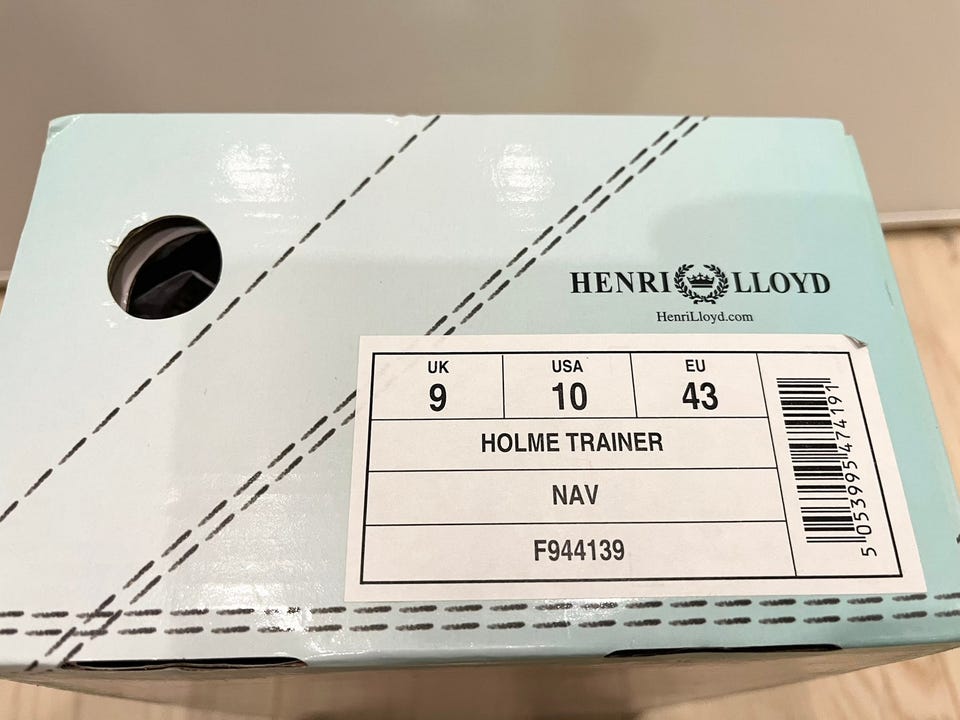 HENRI LLOYD
HenriLloyd.com
UK USA EU
9 10 43
HOLME TRAINER
NAV
F944139
5 053995 474191